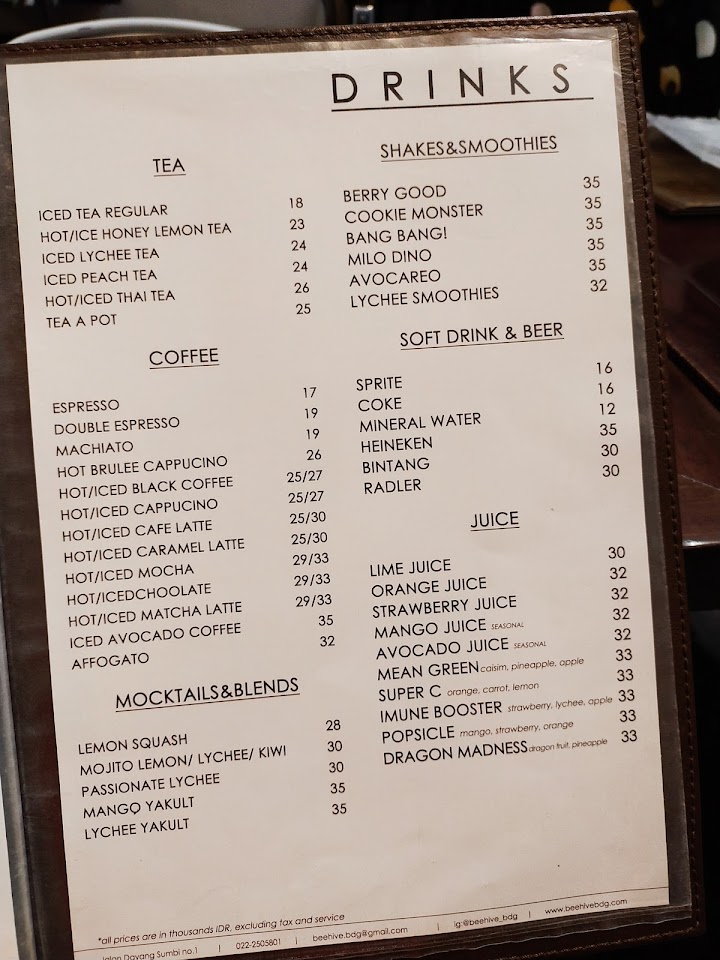 DRINKS
TEA
ICED TEA REGULAR 18
HOT/ICE HONEY LEMON TEA 23
ICED LYCHEE TEA 24
ICED PEACH TEA 24
HOT/ICED THAI TEA 26
TEA A POT 25
COFFEE
ESPRESSO 17
DOUBLE ESPRESSO 19
MACHIATO 19
HOT BRULEE CAPPUCINO 26
HOT/ICED BLACK COFFEE 25/27
HOT/ICED CAPPUCINO 25/27
HOT/ICED CAFE LATTE 25/30
HOT/ICED CARAMEL LATTE 25/30
HOT/ICED MOCHA 29/33
HOT/ICEDCHOOLATE 29/33
HOT/ICED MATCHA LATTE 29/33
ICED AVOCADO COFFEE 35
AFFOGATO 32
MOCKTAILS&BLENDS
LEMON SQUASH 28
MOJITO LEMON/ LYCHEE/ KIWI 30
PASSIONATE LYCHEE 30
MANGO YAKULT 35
LYCHEE YAKULT 35
SHAKES&SMOOTHIES
BERRY GOOD 35
COOKIE MONSTER 35
BANG BANG! 35
MILO DINO 35
AVOCAREO 35
LYCHEE SMOOTHIES 32
SOFT DRINK & BEER
SPRITE 16
COKE 16
MINERAL WATER 12
HEINEKEN 35
BINTANG 30
RADLER 30
JUICE
LIME JUICE 30
ORANGE JUICE 32
STRAWBERRY JUICE 32
MANGO JUICE SEASONAL 32
AVOCADO JUICE SEASONAL 32
MEAN GREEN caisim, pineapple, apple 33
SUPER C orange, carrot, lemon 33
IMUNE BOOSTER strawberry, lychee, apple 33
POPSICLE mango, strawberry, orange 33
DRAGON MADNESS dragon fruit, pineapple 33
*all prices are in thousands IDR, excluding tax and service
Jalan Dayang Sumbi no.1 | 022-2505801 | beehive.bdg@gmail.com | ig:@beehive_bdg | www.beehivebdg.com